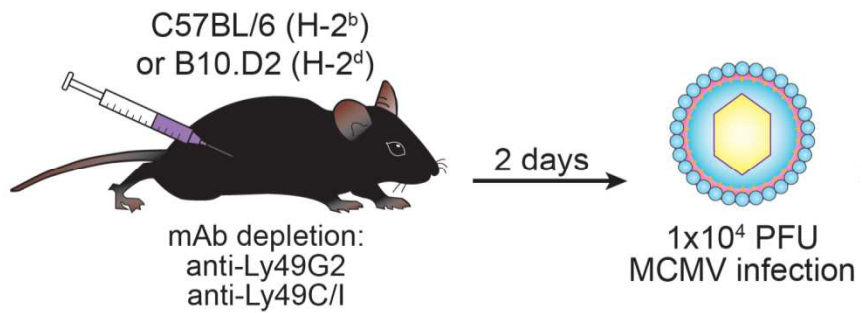 C57BL/6 (H-2ᵇ)
or B10.D2 (H-2ᵈ)
2 days
mAb depletion:
anti-Ly49G2
anti-Ly49C/I
1x10⁴ PFU
MCMV infection